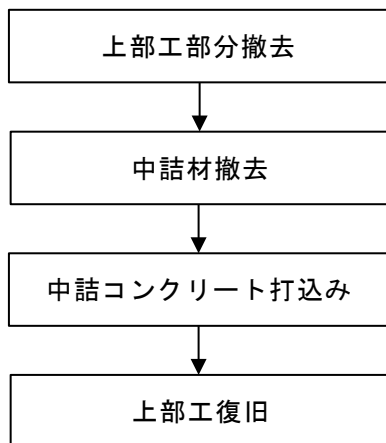 上部工部分撤去
中詰材撤去
中詰コンクリート打込み
上部工復旧